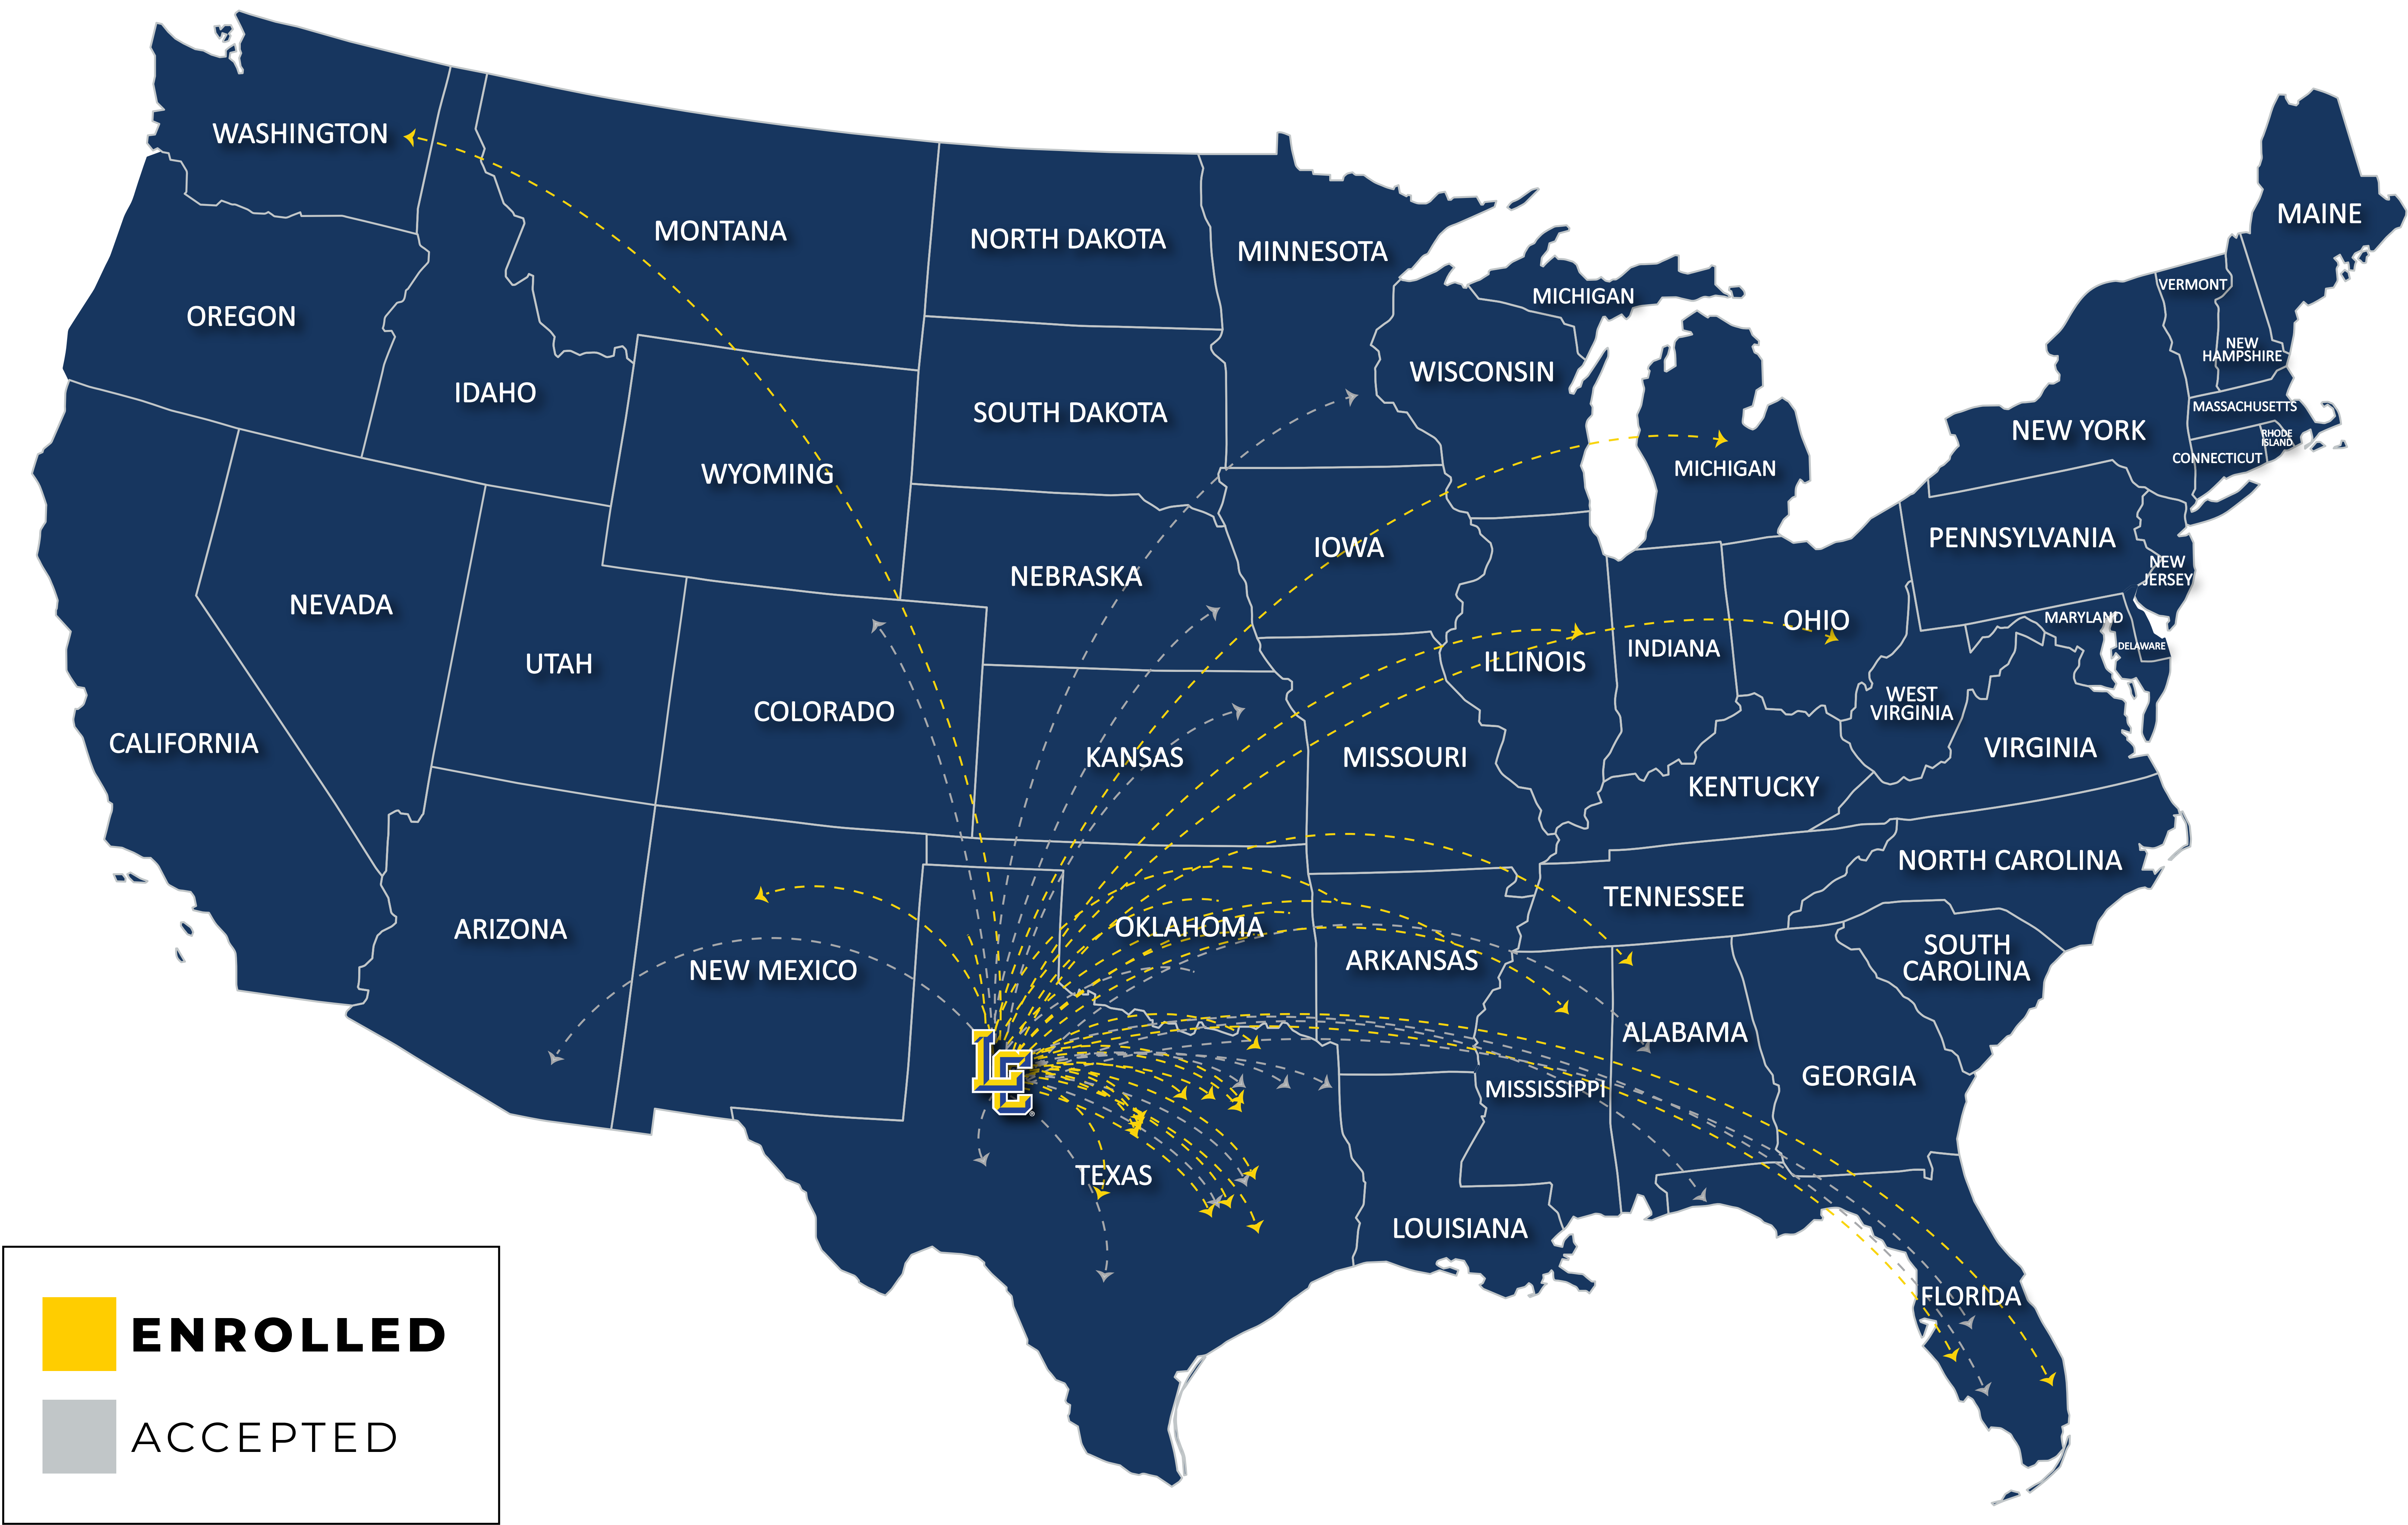 WASHINGTON
MONTANA
NORTH DAKOTA
MINNESOTA
MAINE
OREGON
IDAHO
WYOMING
SOUTH DAKOTA
WISCONSIN
MICHIGAN
MICHIGAN
VERMONT
NEW
HAMPSHIRE
MASSACHUSETTS
RHODE
ISLAND
CONNECTICUT
NEW YORK
PENNSYLVANIA
NEW
JERSEY
MARYLAND
DELAWARE
NEVADA
UTAH
COLORADO
NEBRASKA
IOWA
ILLINOIS
INDIANA
OHIO
WEST
VIRGINIA
VIRGINIA
CALIFORNIA
KANSAS
MISSOURI
KENTUCKY
NORTH CAROLINA
TENNESSEE
SOUTH
CAROLINA
ARIZONA
NEW MEXICO
OKLAHOMA
ARKANSAS
MISSISSIPPI
ALABAMA
GEORGIA
LC
®
TEXAS
LOUISIANA
FLORIDA
ENROLLED
ACCEPTED